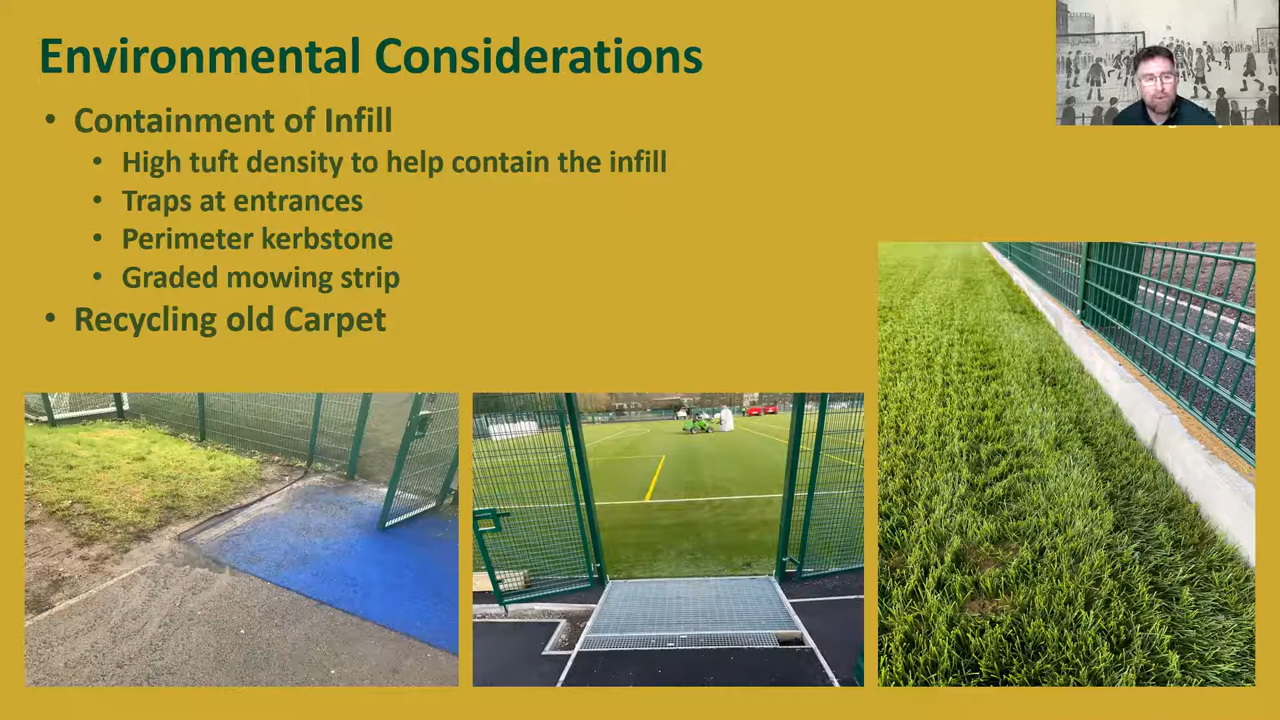 Environmental Considerations
• Containment of Infill
• High tuft density to help contain the infill
• Traps at entrances
• Perimeter kerbstone
• Graded mowing strip
• Recycling old Carpet